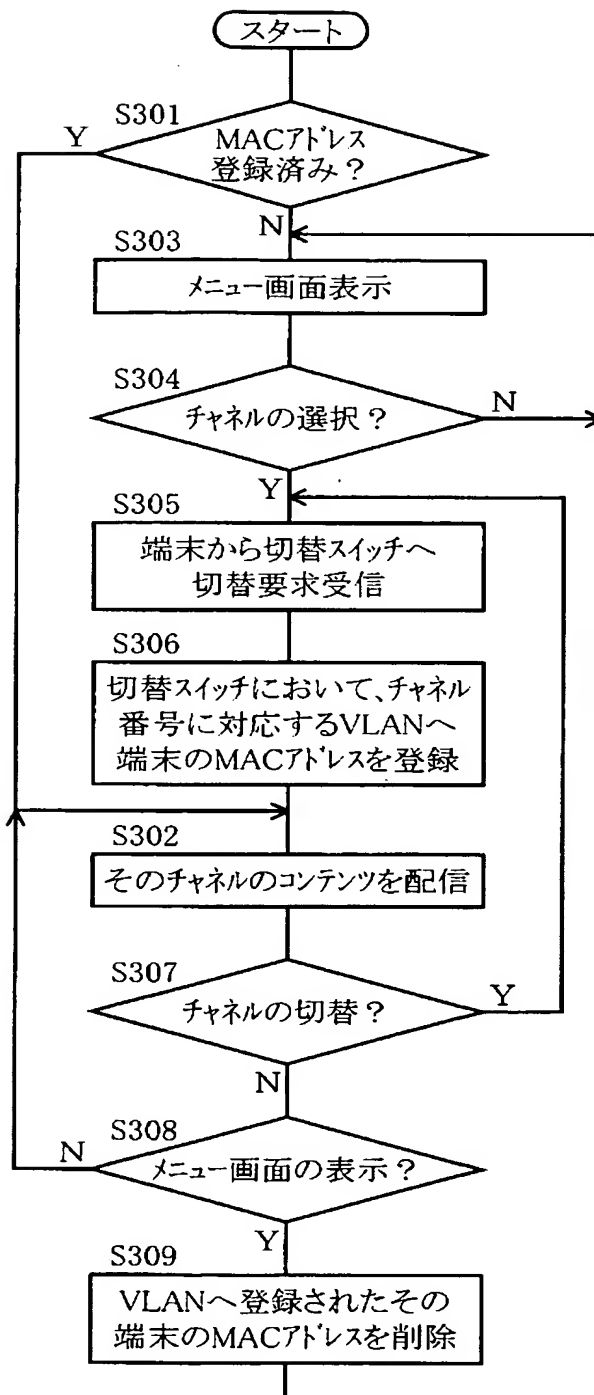 スタート
S301
Y
MACアドレス
登録済み?
N
S303
メニュー画面表示
S304
チャネルの選択?
N
Y
S305
端末から切替スイッチへ
切替要求受信
S306
切替スイッチにおいて、チャネル
番号に対応するVLANへ
端末のMACアドレスを登録
S302
そのチャネルのコンテンツを配信
S307
チャネルの切替?
Y
N
S308
N
メニュー画面の表示?
Y
S309
VLANへ登録されたその
端末のMACアドレスを削除